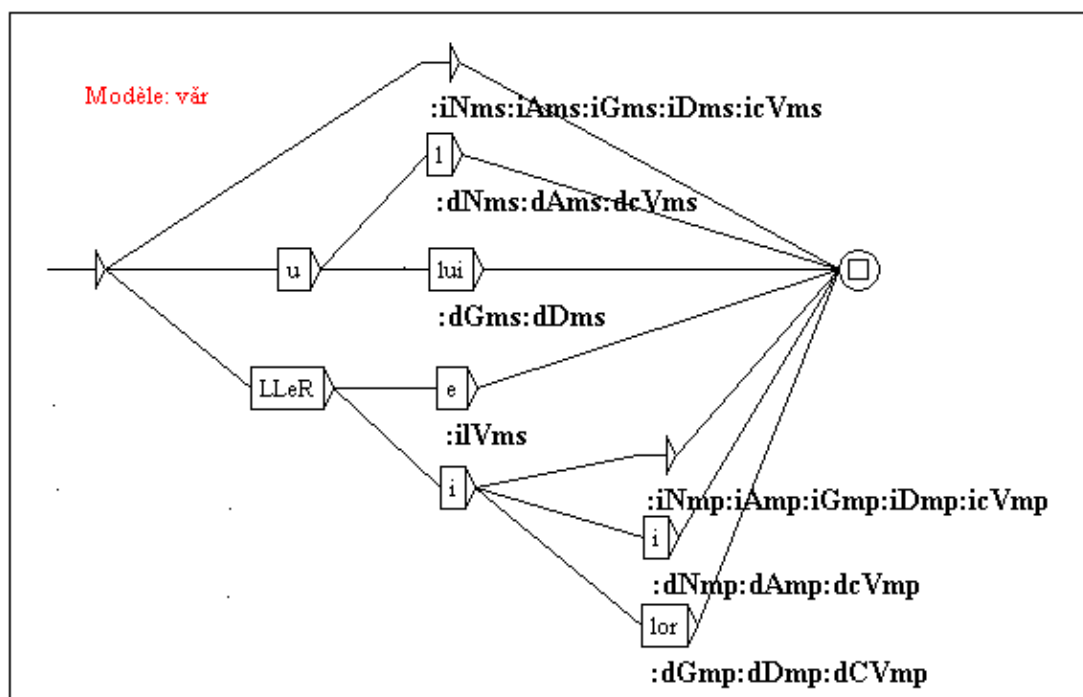 Modèle: văr
:iNms:iAms:iGms:iDms:icVms
l
:dNms:dAms:dcVms
u
lui
:dGms:dDms
LLeR
e
:ilVms
i
:iNmp:iAmp:iGmp:iDmp:icVmp
i
:dNmp:dAmp:dcVmp
lor
:dGmp:dDmp:dCVmp